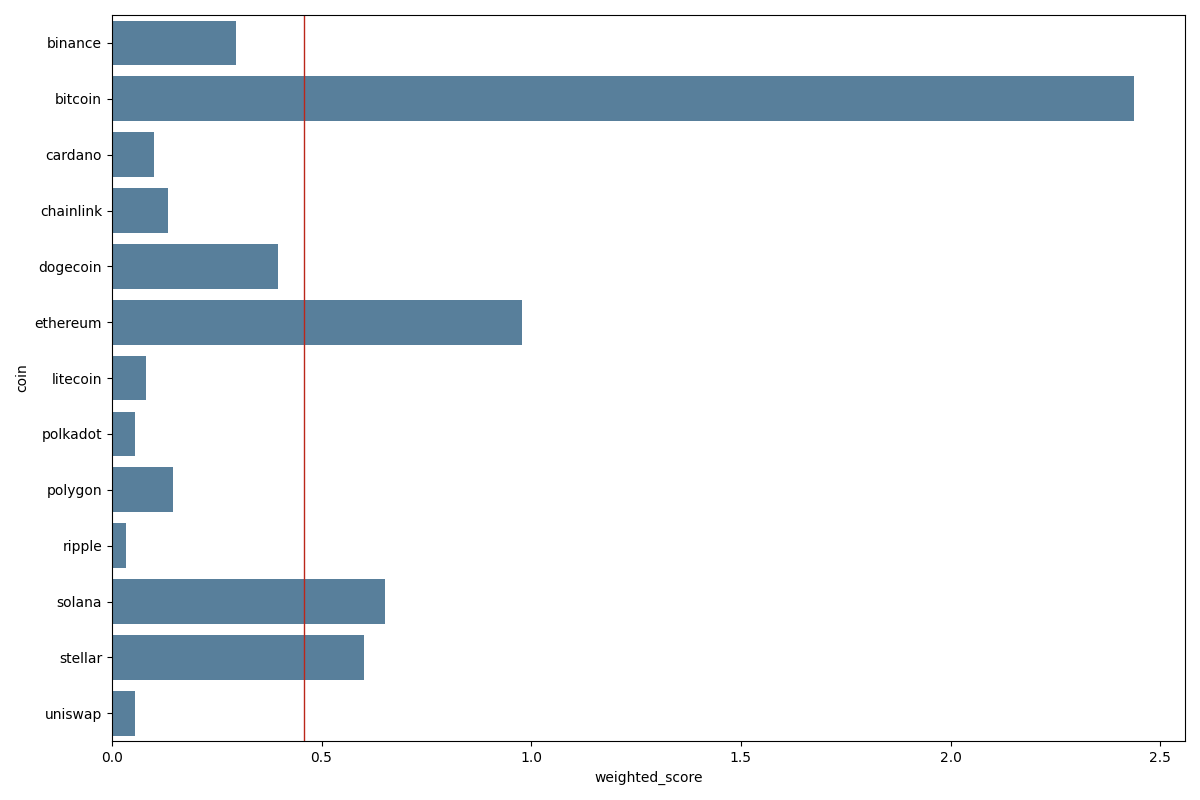 binance
bitcoin
cardano
chainlink
dogecoin
ethereum
litecoin
polkadot
polygon
ripple
solana
stellar
uniswap
coin
0.0
0.5
1.0
1.5
2.0
2.5
weighted_score